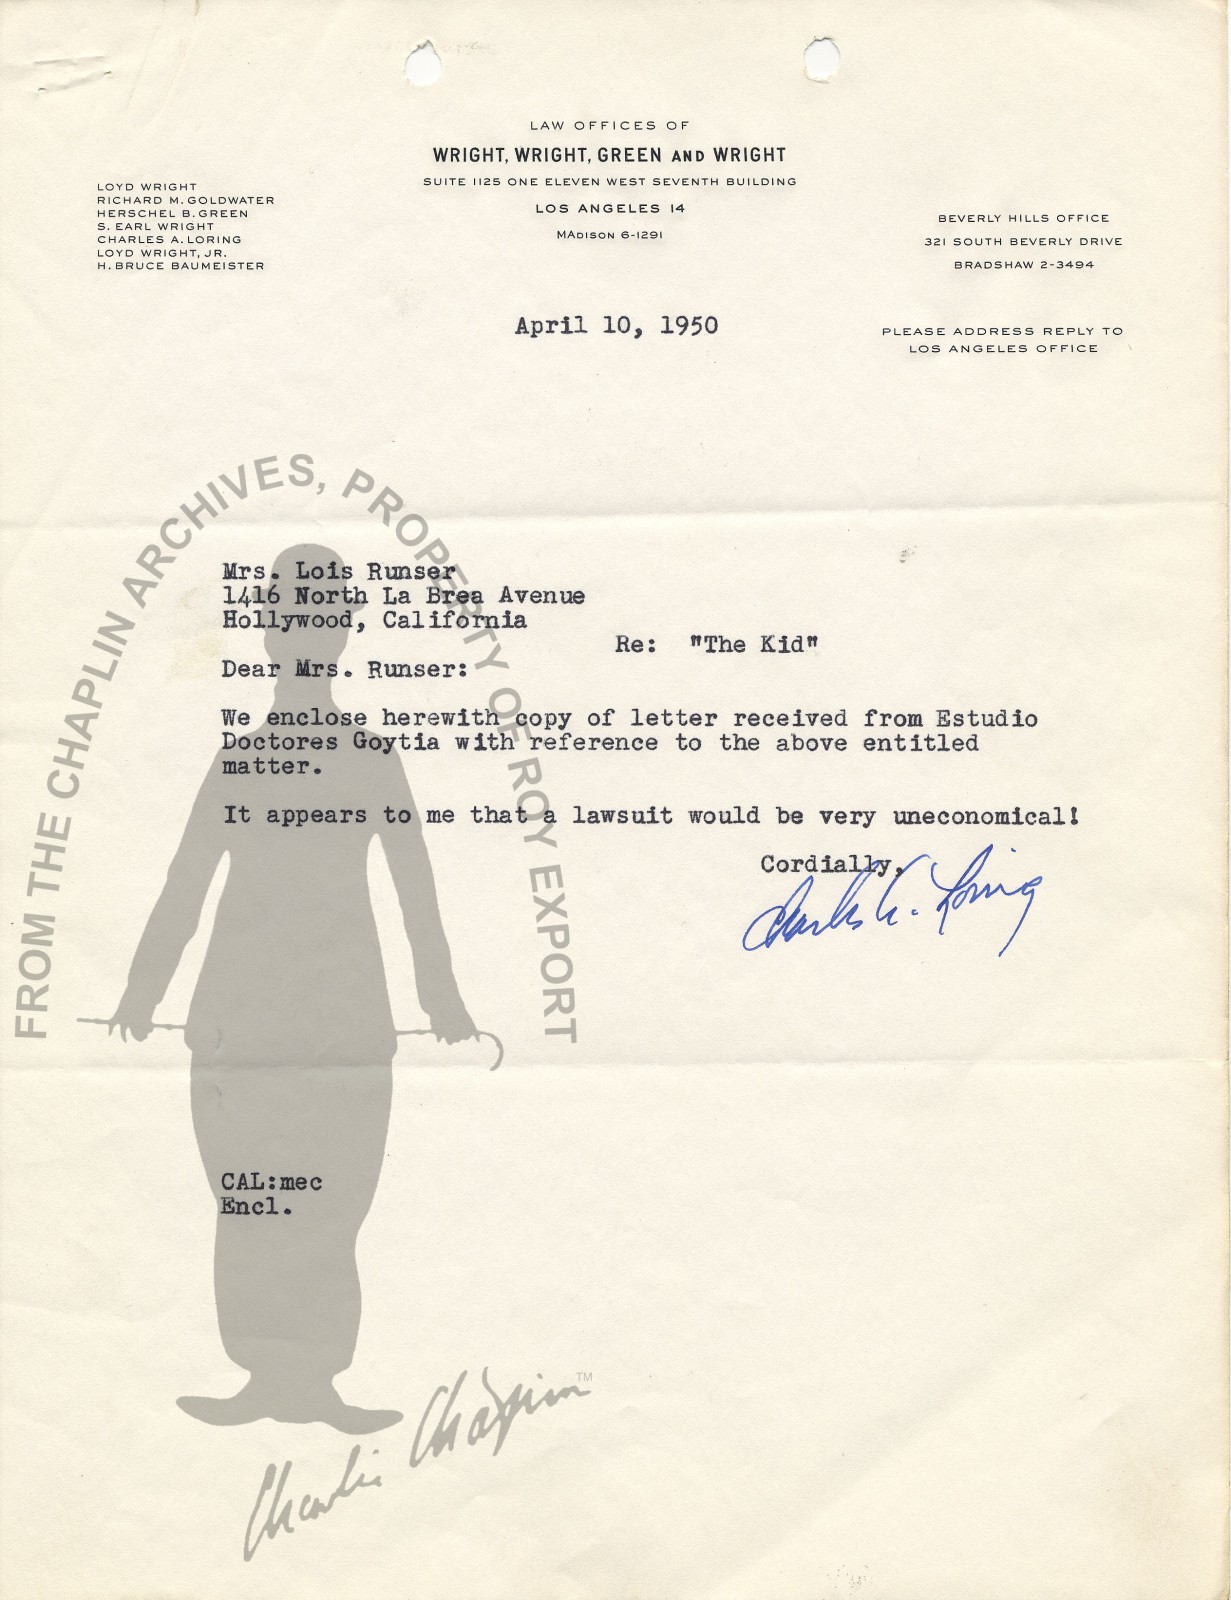 LAW OFFICES OF
WRIGHT, WRIGHT, GREEN AND WRIGHT
SUITE 1125 ONE ELEVEN WEST SEVENTH BUILDING
LOS ANGELES 14
MADISON 6-1291
LOYD WRIGHT
RICHARD M. GOLDWATER
HERSCHEL B. GREEN
S. EARL WRIGHT
CHARLES A. LORING
LOYD WRIGHT, JR.
H. BRUCE BAUMEISTER
BEVERLY HILLS OFFICE
321 SOUTH BEVERLY DRIVE
BRADSHAW 2-3494
PLEASE ADDRESS REPLY TO
LOS ANGELES OFFICE
April 10, 1950
Mrs. Lois Runser
1416 North La Brea Avenue
Hollywood, California
Re: "The Kid"
Dear Mrs. Runser:
We enclose herewith copy of letter received from Estudio
Doctores Goytia with reference to the above entitled
matter.
It appears to me that a lawsuit would be very uneconomical!
Cordially,
Charles A. Loring
CAL:mec
Encl.
FROM THE CHAPLIN ARCHIVES, PROPERTY OF ROY EXPORT
Charlie Chaplin TM